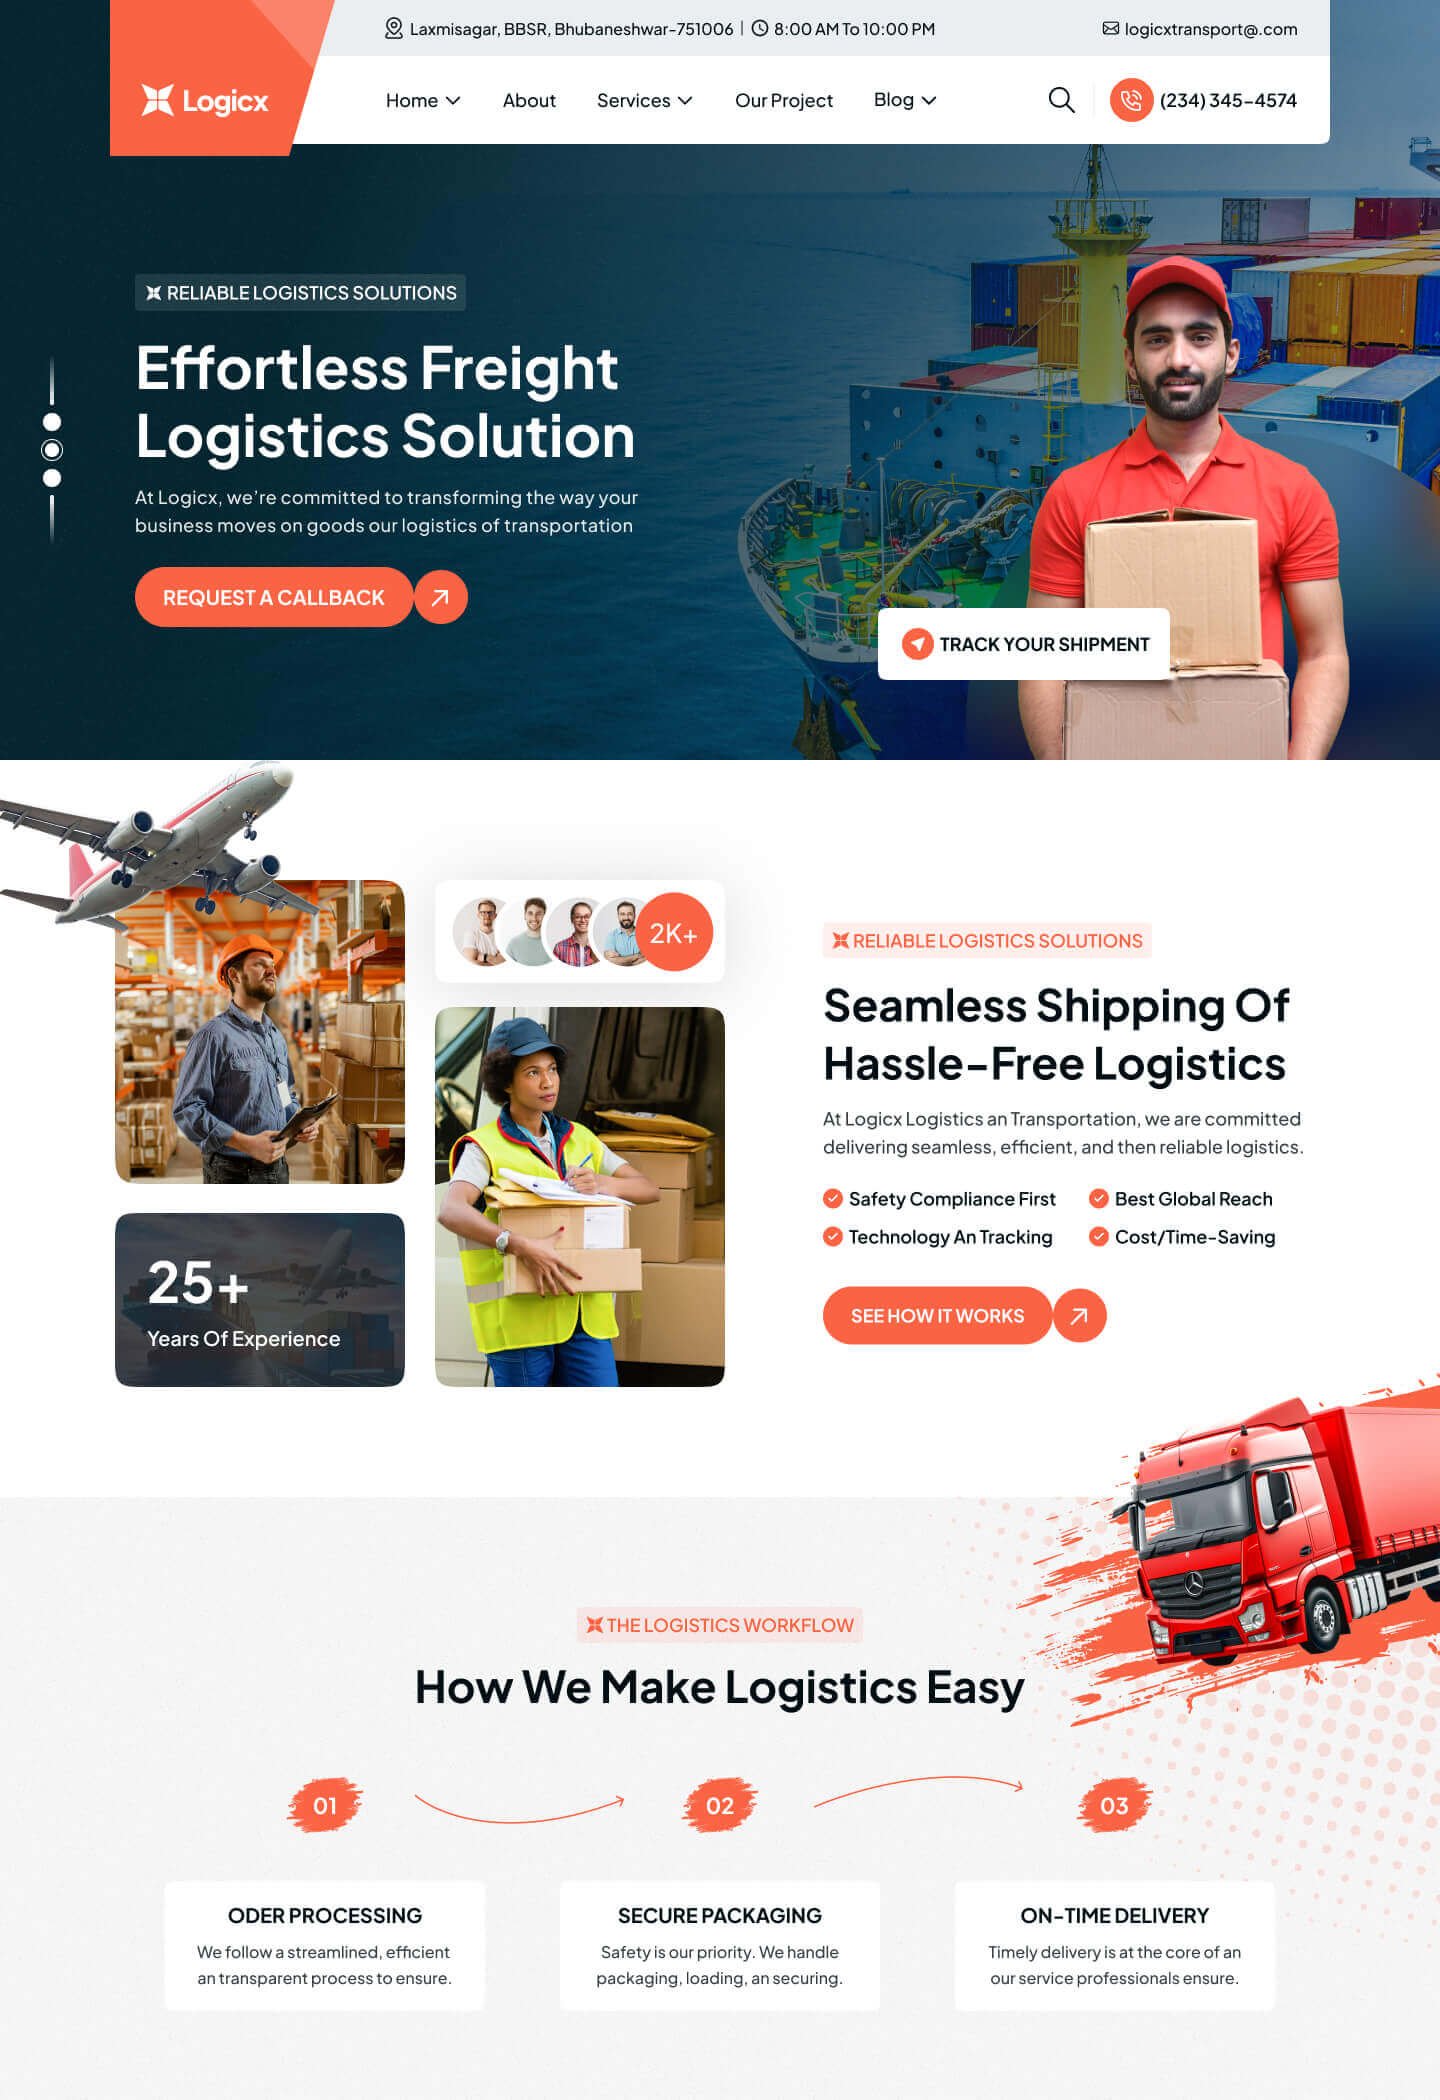 Laxmisagar, BBSR, Bhubaneshwar-751006 | 8:00 AM To 10:00 PM
logicxtransport@.com
Logicx
Home
About
Services
Our Project
Blog
(234) 345-4574
RELIABLE LOGISTICS SOLUTIONS
Effortless Freight
Logistics Solution
At Logicx, we’re committed to transforming the way your
business moves on goods our logistics of transportation
REQUEST A CALLBACK
TRACK YOUR SHIPMENT
2K+
25+
Years Of Experience
RELIABLE LOGISTICS SOLUTIONS
Seamless Shipping Of
Hassle-Free Logistics
At Logicx Logistics an Transportation, we are committed
delivering seamless, efficient, and then reliable logistics.
Safety Compliance First
Best Global Reach
Technology An Tracking
Cost/Time-Saving
SEE HOW IT WORKS
THE LOGISTICS WORKFLOW
How We Make Logistics Easy
01
02
03
ODER PROCESSING
We follow a streamlined, efficient
an transparent process to ensure.
SECURE PACKAGING
Safety is our priority. We handle
packaging, loading, an securing.
ON-TIME DELIVERY
Timely delivery is at the core of an
our service professionals ensure.